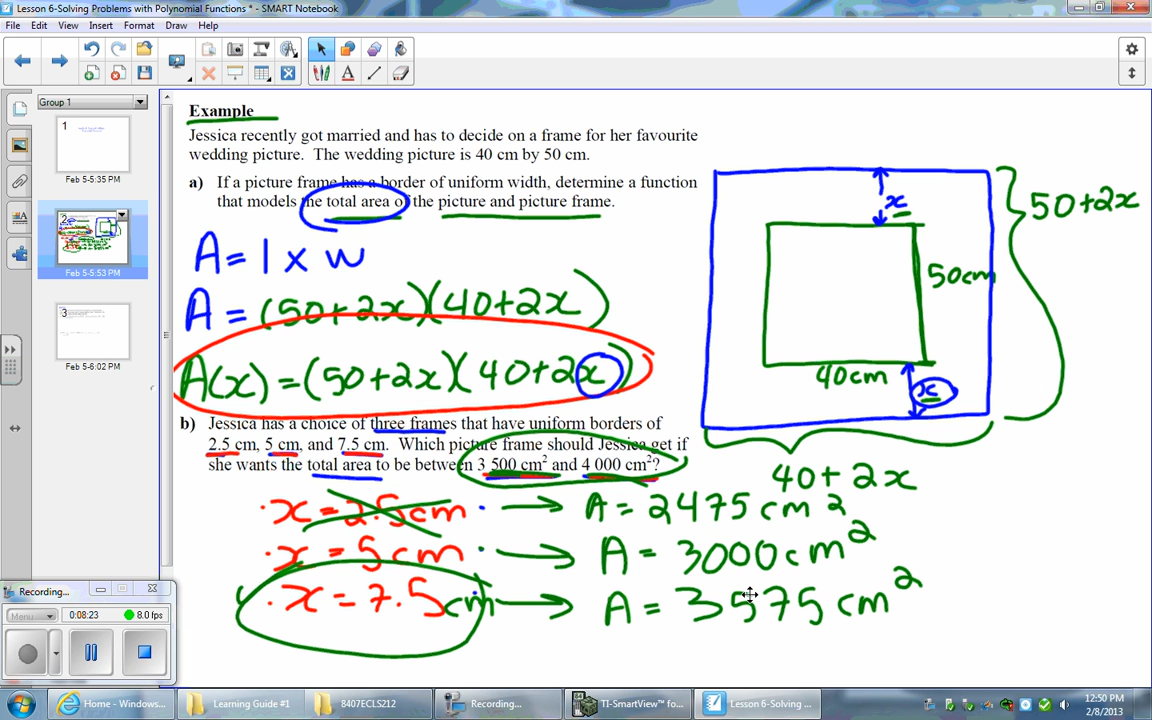 Lesson 6-Solving Problems with Polynomial Functions * - SMART Notebook
File Edit View Insert Format Draw Help
Group 1
1
Feb 5-5:35 PM
2
Feb 5-5:53 PM
3
Feb 5-6:02 PM
Example
Jessica recently got married and has to decide on a frame for her favourite
wedding picture. The wedding picture is 40 cm by 50 cm.
a) If a picture frame has a border of uniform width, determine a function
that models the total area of the picture and picture frame.
A = l x w
A = (50+2x)(40+2x)
A(x) = (50+2x)(40+2x)
x
50cm
50+2x
40cm
x
40+2x
b) Jessica has a choice of three frames that have uniform borders of
2.5 cm, 5 cm, and 7.5 cm. Which picture frame should Jessica get if
she wants the total area to be between 3 500 cm² and 4 000 cm²?
· x = 2.5cm · → A = 2475 cm²
· x = 5cm · → A = 3000cm²
· x = 7.5cm → A = 3575 cm²
Recording...
Menu
0:08:23
8.0 fps
Home - Windows...
Learning Guide #1
8407ECLS212
Recording...
TI-SmartView™ fo...
Lesson 6-Solving ...
12:50 PM
2/8/2013